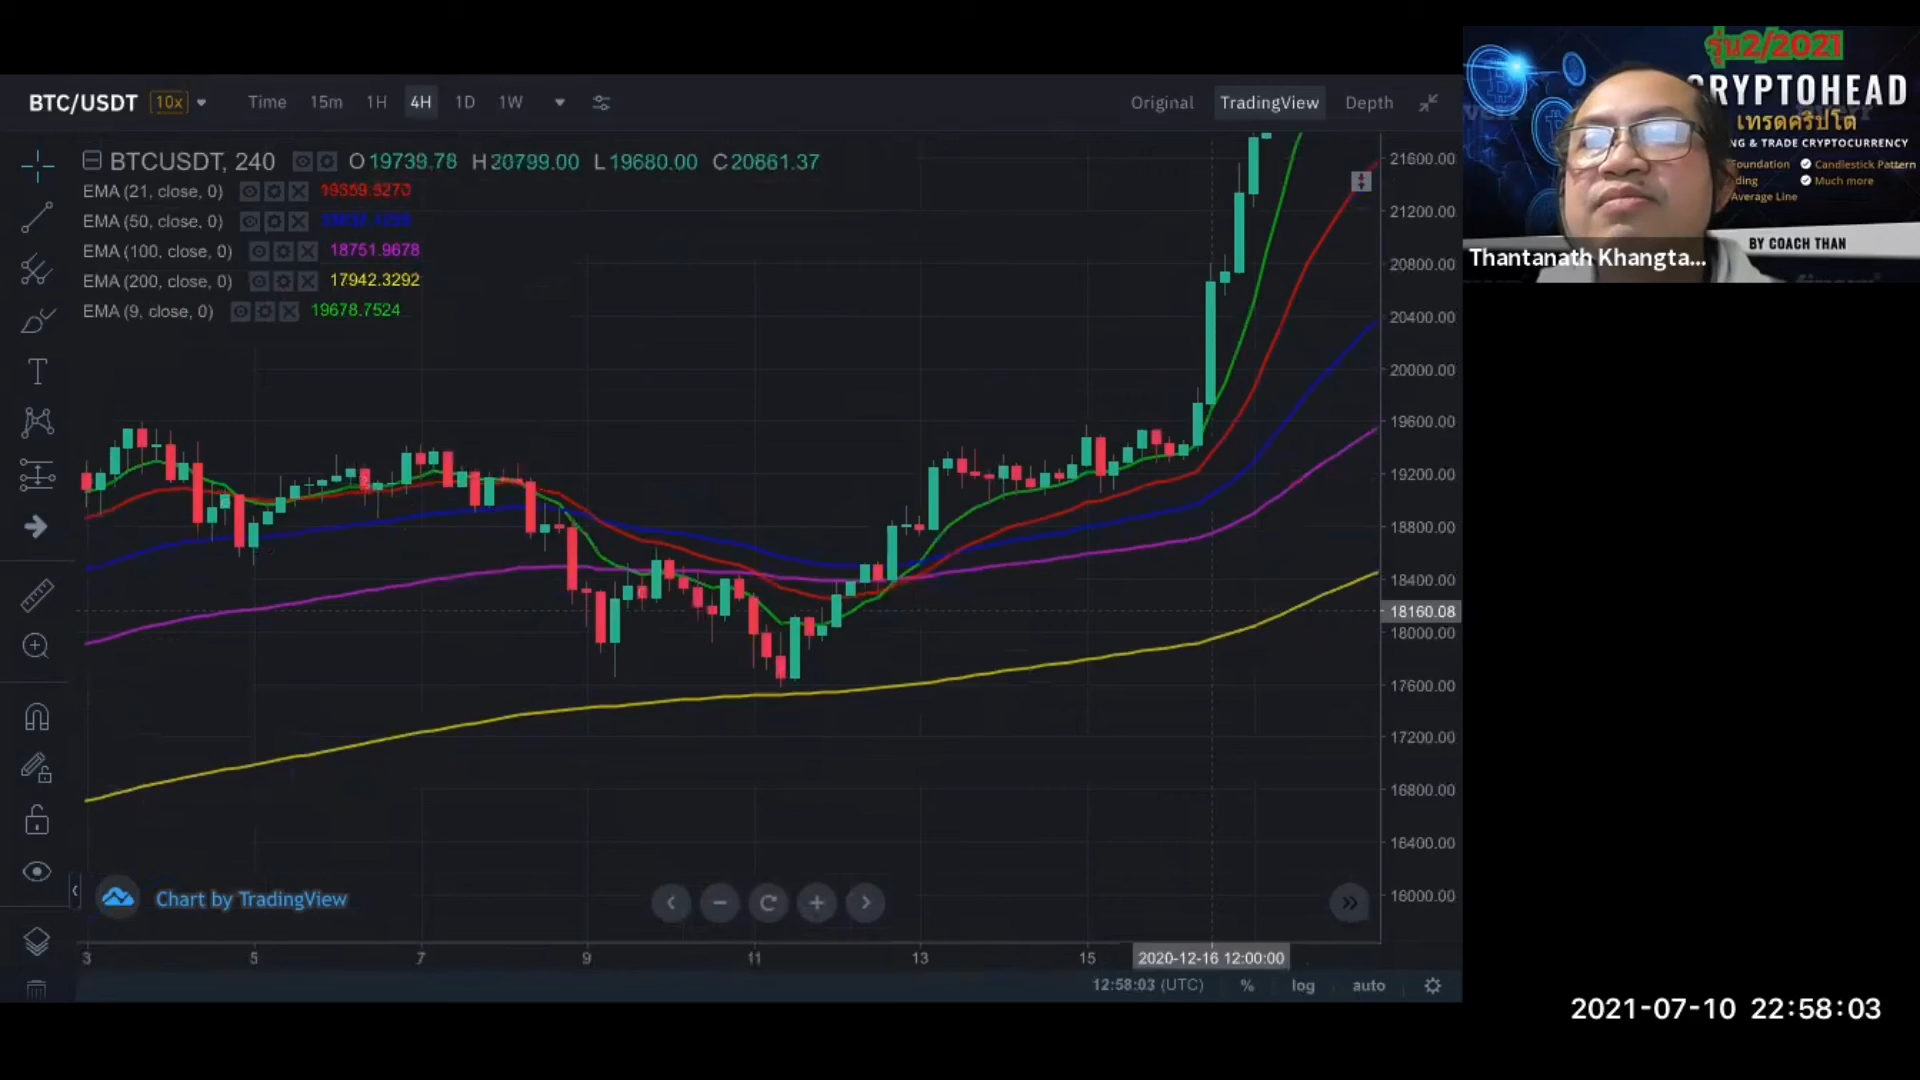 BTC/USDT 10x Time 15m 1H 4H 1D 1W Original TradingView Depth
BTCUSDT, 240 O 19739.78 H 20799.00 L 19680.00 C 20661.37
EMA (21, close, 0)
EMA (50, close, 0)
EMA (100, close, 0) 18751.9678
EMA (200, close, 0) 17942.3292
EMA (9, close, 0) 19678.7524
21600.00
21200.00
20800.00
20400.00
20000.00
19600.00
19200.00
18800.00
18400.00
18160.08
18000.00
17600.00
17200.00
16800.00
16400.00
16000.00
Chart by TradingView
3 5 7 9 11 13 15 2020-12-16 12:00:00
12:58:03 (UTC) % log auto
รุ่น2/2021
RYPTOHEAD
เทรดคริปโต
NG & TRADE CRYPTOCURRENCY
Foundation Candlestick Pattern
ding Much more
Average Line
BY COACH THAN
Thantanath Khangta...
2021-07-10 22:58:03